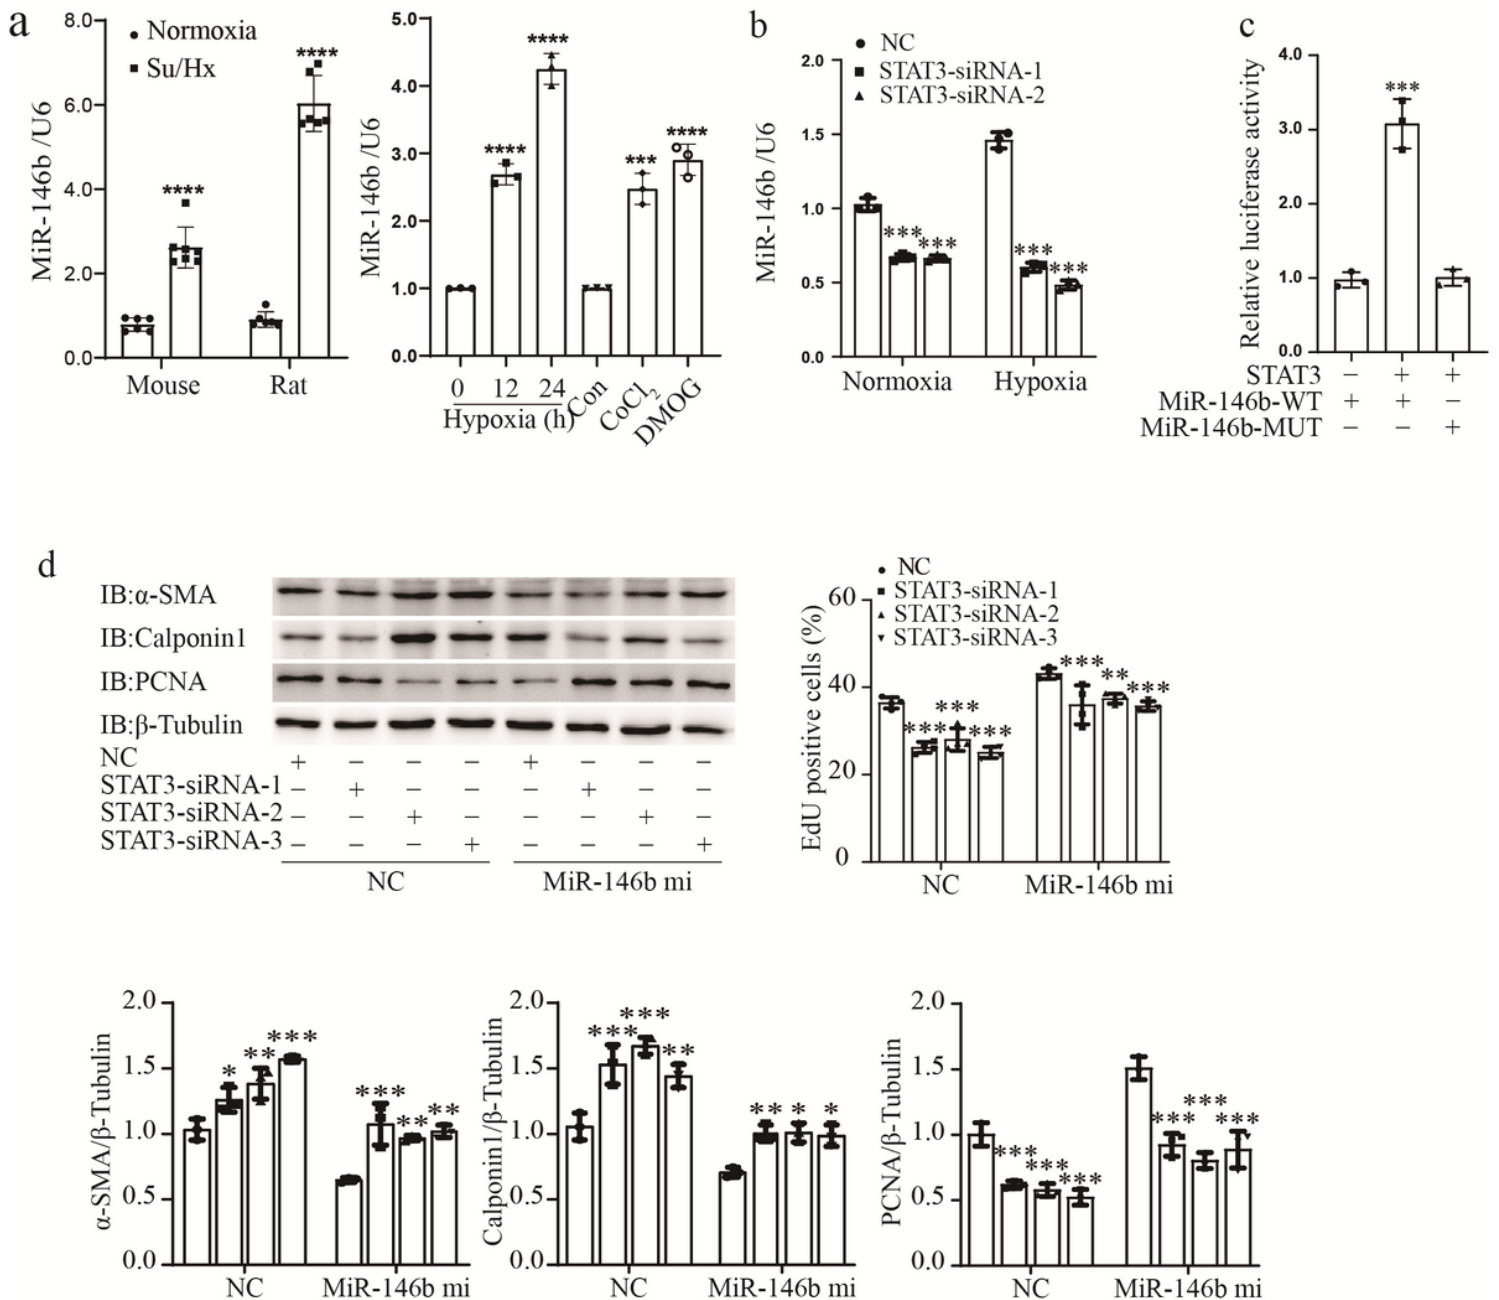 a
8.0
6.0
4.0
2.0
0.0
MiR-146b /U6
Normoxia
Su/Hx
****
****
Mouse Rat
5.0
4.0
3.0
2.0
1.0
0.0
MiR-146b /U6
****
****
***
****
0 12 24 Con CoCl2 DMOG
Hypoxia (h)
b
NC
STAT3-siRNA-1
STAT3-siRNA-2
2.0
1.5
1.0
0.5
0.0
MiR-146b /U6
*** ***
*** ***
Normoxia Hypoxia
c
4.0
3.0
2.0
1.0
0.0
Relative luciferase activity
***
STAT3 − + +
MiR-146b-WT + + −
MiR-146b-MUT − − +
d
IB:α-SMA
IB:Calponin1
IB:PCNA
IB:β-Tubulin
NC + − − − + − − −
STAT3-siRNA-1 − + − − − + − −
STAT3-siRNA-2 − − + − − − + −
STAT3-siRNA-3 − − − + − − − +
NC MiR-146b mi
NC
STAT3-siRNA-1
STAT3-siRNA-2
STAT3-siRNA-3
60
40
20
0
EdU positive cells (%)
*** *** ***
*** ** ***
NC MiR-146b mi
2.0
1.5
1.0
0.5
0.0
α-SMA/β-Tubulin
* ** ***
*** ** **
NC MiR-146b mi
2.0
1.5
1.0
0.5
0.0
Calponin1/β-Tubulin
*** *** **
** * *
NC MiR-146b mi
2.0
1.5
1.0
0.5
0.0
PCNA/β-Tubulin
*** *** ***
*** *** ***
NC MiR-146b mi